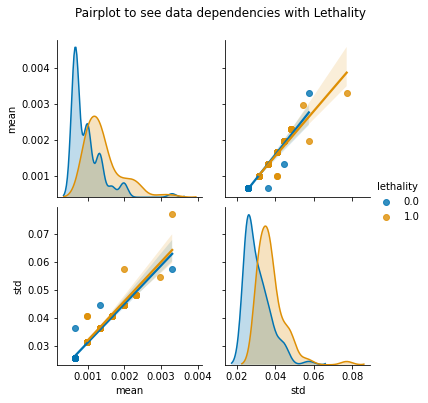 Pairplot to see data dependencies with Lethality
0.004
0.003
0.002
0.001
mean
lethality
0.0
1.0
0.07
0.06
0.05
0.04
0.03
std
0.001 0.002 0.003 0.004
mean
0.02 0.04 0.06 0.08
std